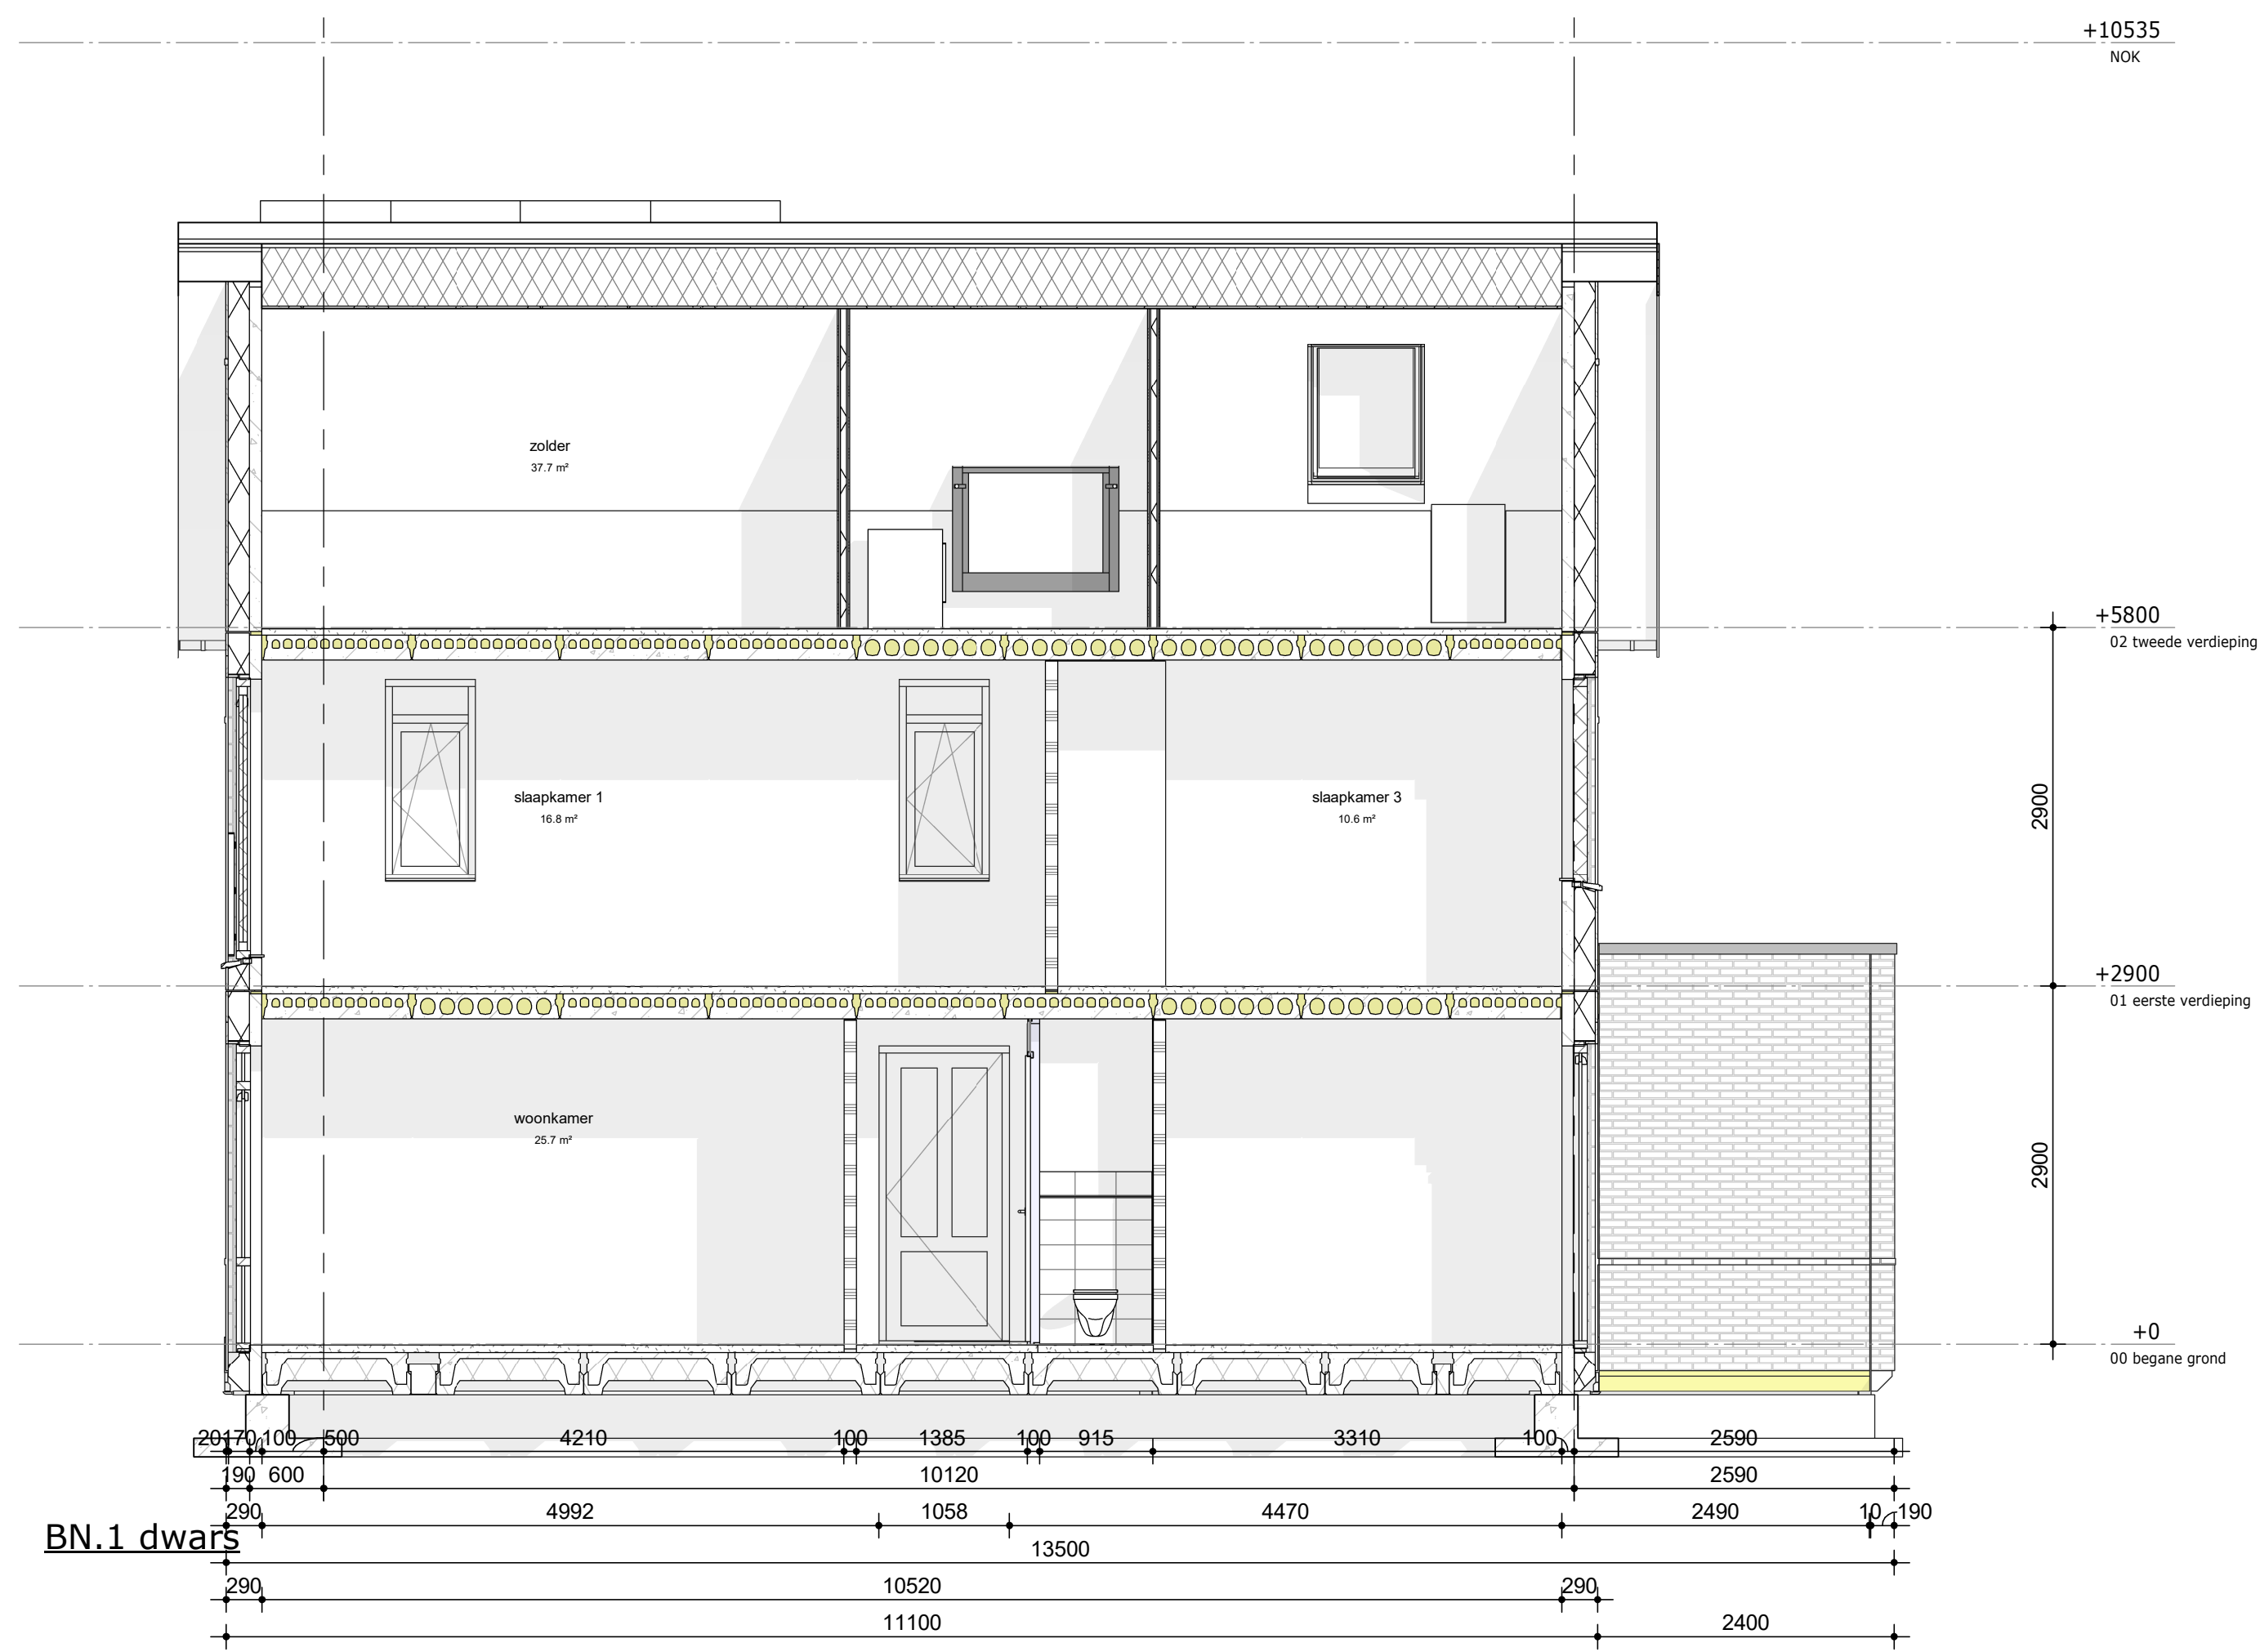 +10535
NOK
zolder
37.7 m²
+5800
02 tweede verdieping
slaapkamer 1
16.8 m²
slaapkamer 3
10.6 m²
2900
+2900
01 eerste verdieping
woonkamer
25.7 m²
2900
+0
00 begane grond
20 170 100 500 4210 100 1385 100 915 3310 100 2590
190 600 10120 2590
290 4992 1058 4470 2490 10 190
BN.1 dwars
13500
290 10520 290
11100 2400